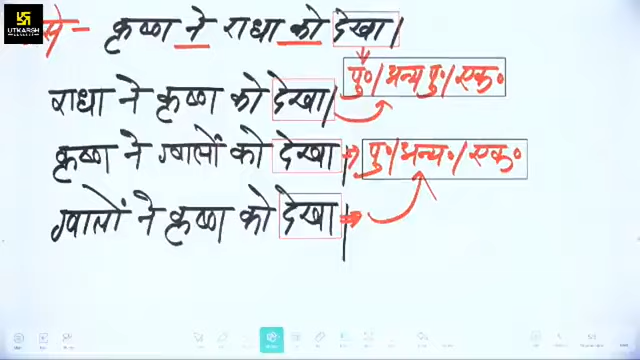 UTKARSH
से - कृष्ण ने राधा को देखा।
पु०/अन्य पु०/एक०
राधा ने कृष्ण को देखा।
कृष्ण ने ग्वालों को देखा। पु०/अन्य०/एक०
ग्वालों ने कृष्ण को देखा।